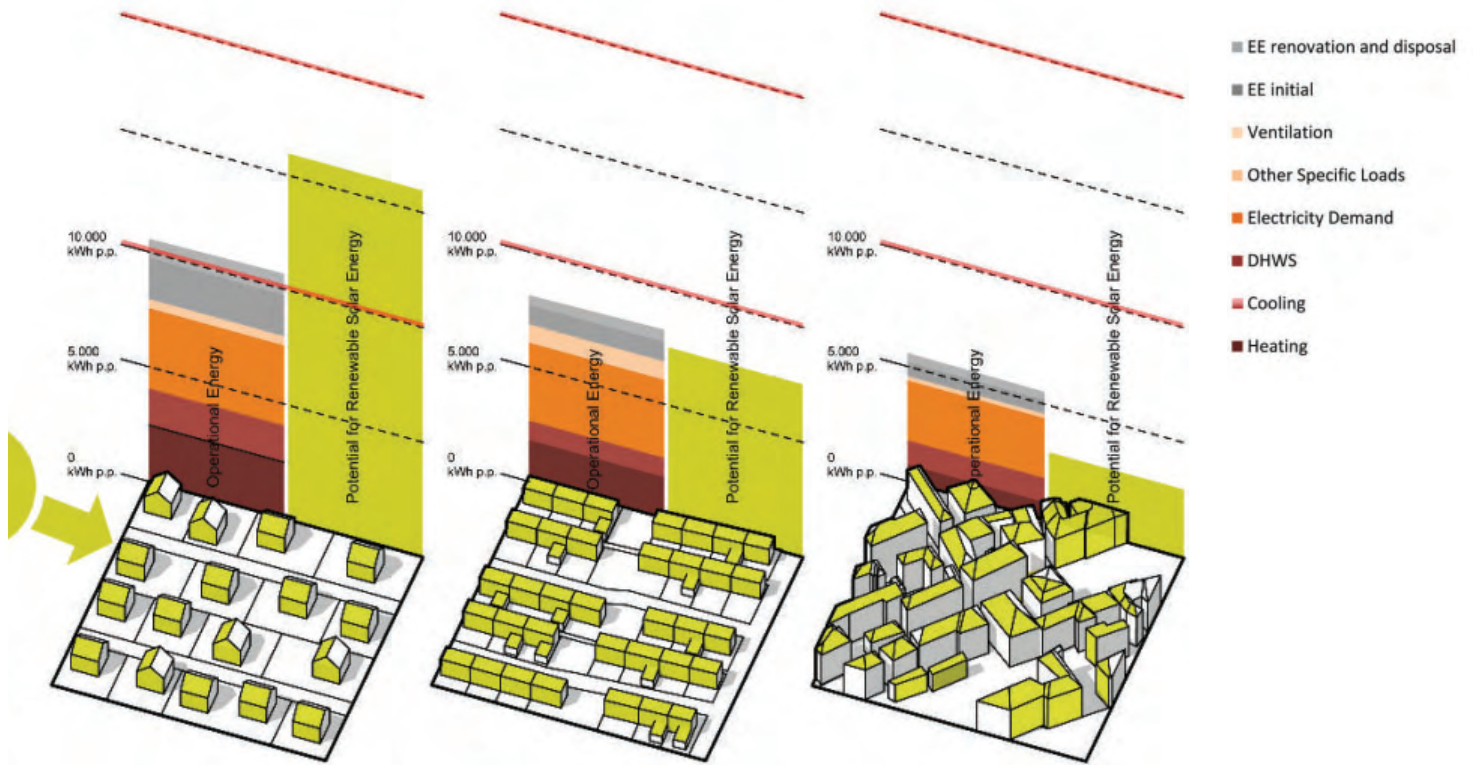 10.000
kWh p.p.
5.000
kWh p.p.
0
kWh p.p.
Operational Energy
Potential for Renewable Solar Energy
10.000
kWh p.p.
5.000
kWh p.p.
0
kWh p.p.
Operational Energy
Potential for Renewable Solar Energy
10.000
kWh p.p.
5.000
kWh p.p.
0
kWh p.p.
Operational Energy
Potential for Renewable Solar Energy
EE renovation and disposal
EE initial
Ventilation
Other Specific Loads
Electricity Demand
DHWS
Cooling
Heating